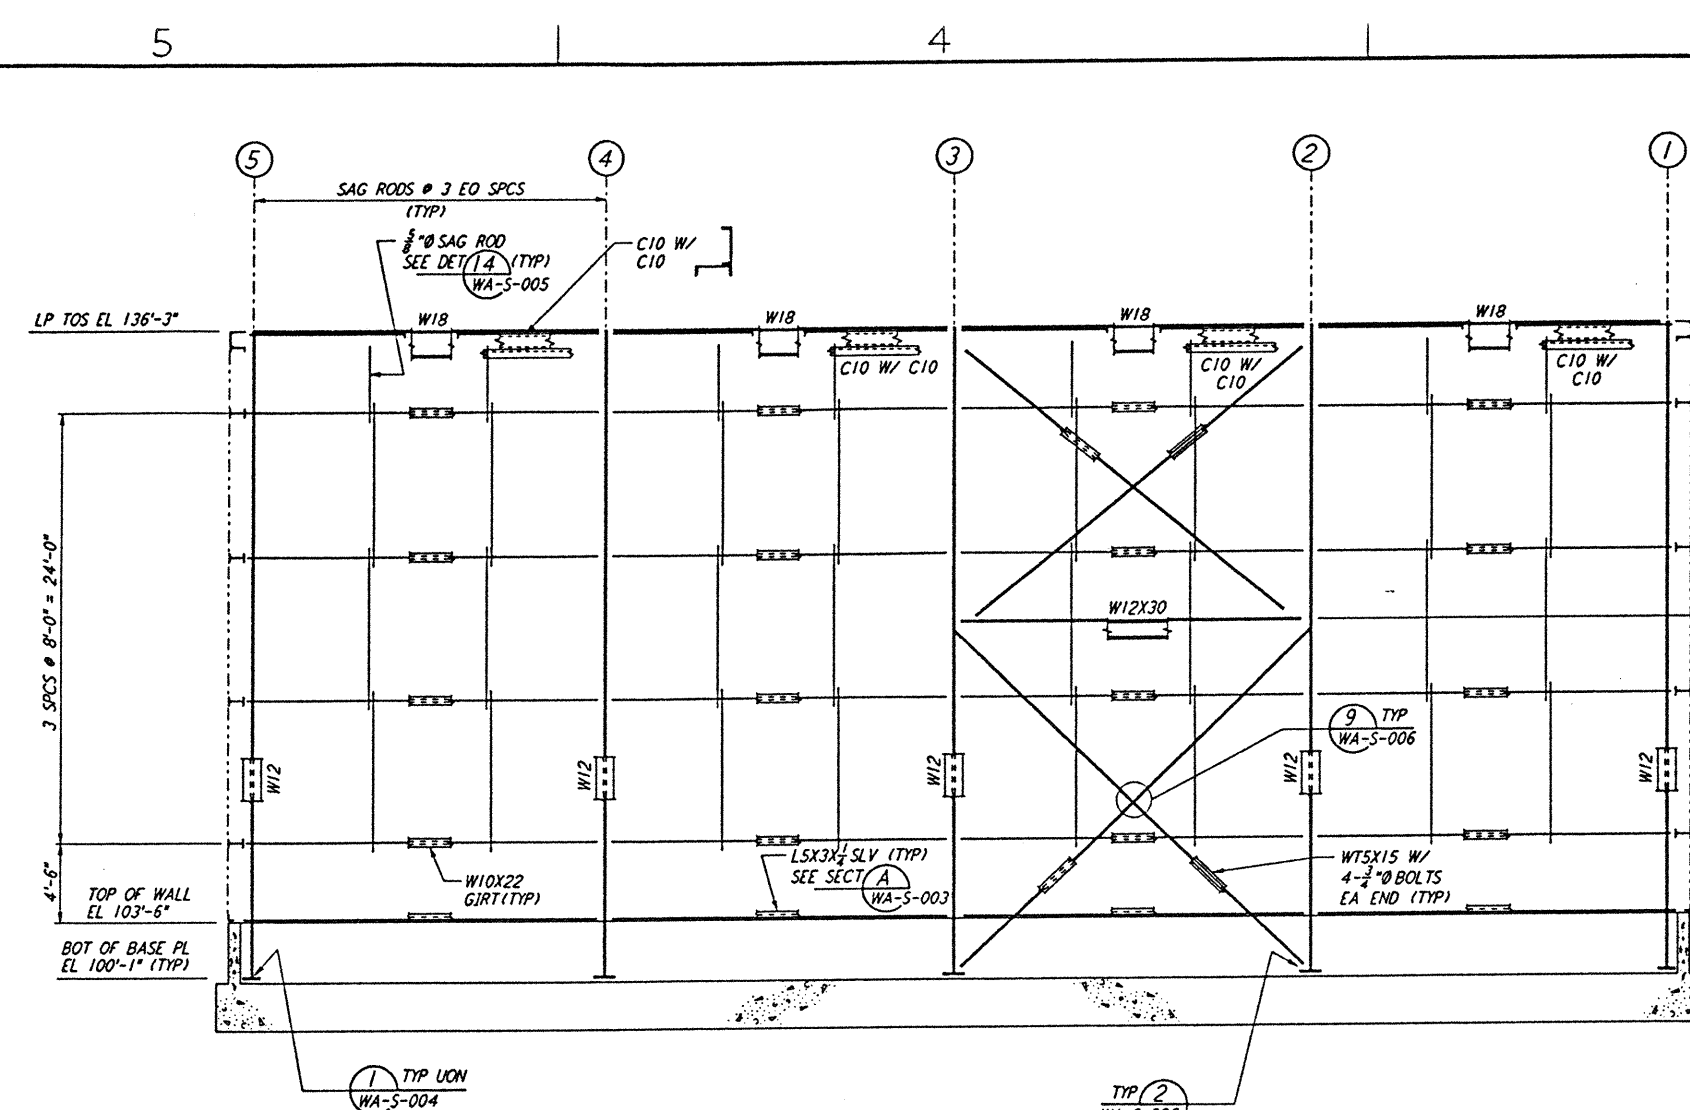 5
4
5
4
3
2
1
SAG RODS @ 3 EQ SPCS
(TYP)
5/8"Ø SAG ROD
SEE DET 14 (TYP)
WA-S-005
C10 W/
C10
LP TOS EL 136'-3"
W18
W18
W18
W18
C10 W/ C10
C10 W/
C10
C10 W/
C10
3 SPCS @ 8'-0" = 24'-0"
W12X30
9 TYP
WA-S-006
W12
W12
W12
W12
W12
4'-6"
W10X22
GIRT(TYP)
L5X3X1/4 SLV (TYP)
SEE SECT A
WA-S-003
WT5X15 W/
4-3/4"Ø BOLTS
EA END (TYP)
TOP OF WALL
EL 103'-6"
BOT OF BASE PL
EL 100'-1" (TYP)
1 TYP UON
WA-S-004
TYP 2